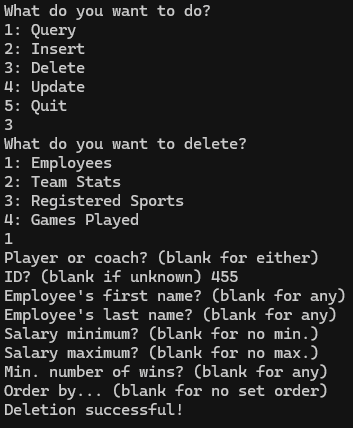 What do you want to do?
1: Query
2: Insert
3: Delete
4: Update
5: Quit
3
What do you want to delete?
1: Employees
2: Team Stats
3: Registered Sports
4: Games Played
1
Player or coach? (blank for either)
ID? (blank if unknown) 455
Employee's first name? (blank for any)
Employee's last name? (blank for any)
Salary minimum? (blank for no min.)
Salary maximum? (blank for no max.)
Min. number of wins? (blank for any)
Order by... (blank for no set order)
Deletion successful!